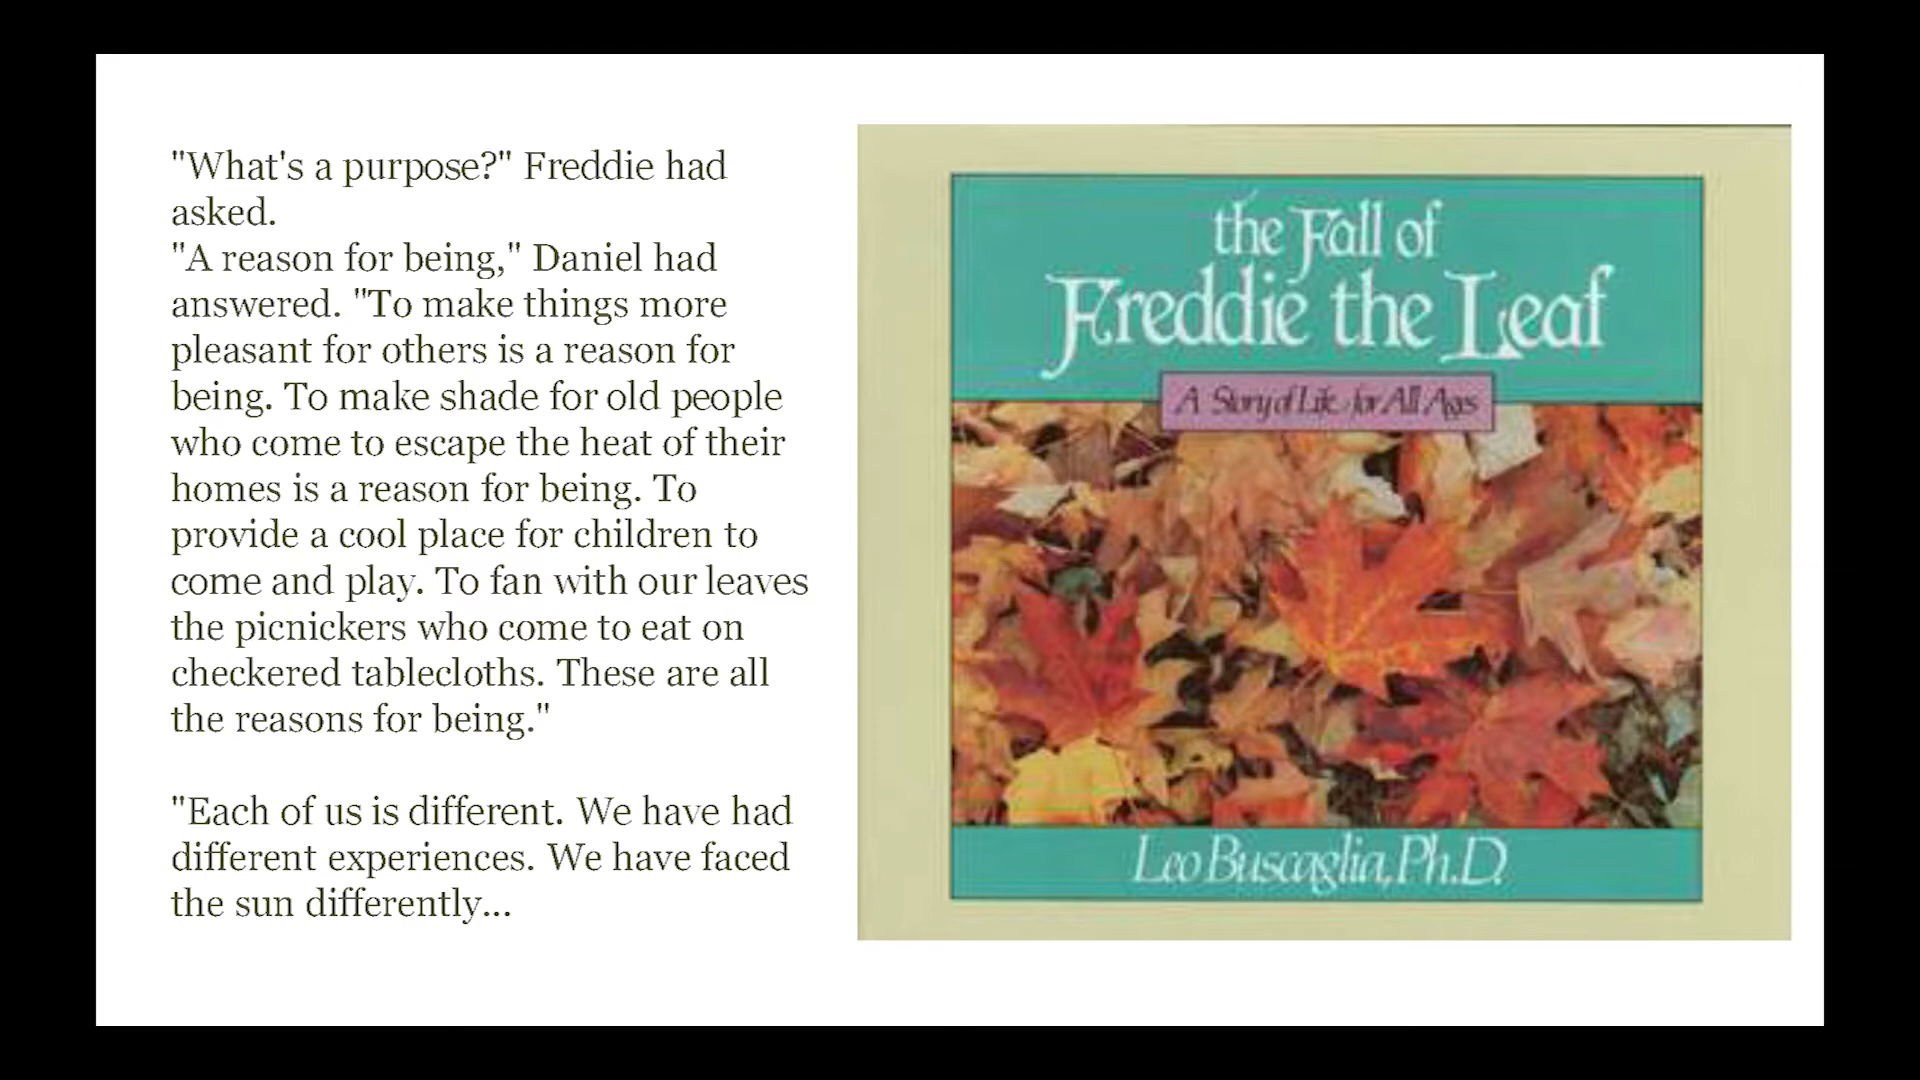 "What's a purpose?" Freddie had
asked.
"A reason for being," Daniel had
answered. "To make things more
pleasant for others is a reason for
being. To make shade for old people
who come to escape the heat of their
homes is a reason for being. To
provide a cool place for children to
come and play. To fan with our leaves
the picnickers who come to eat on
checkered tablecloths. These are all
the reasons for being."
"Each of us is different. We have had
different experiences. We have faced
the sun differently...
the Fall of
Freddie the Leaf
A Story of Life for All Ages
Leo Buscaglia, Ph.D.